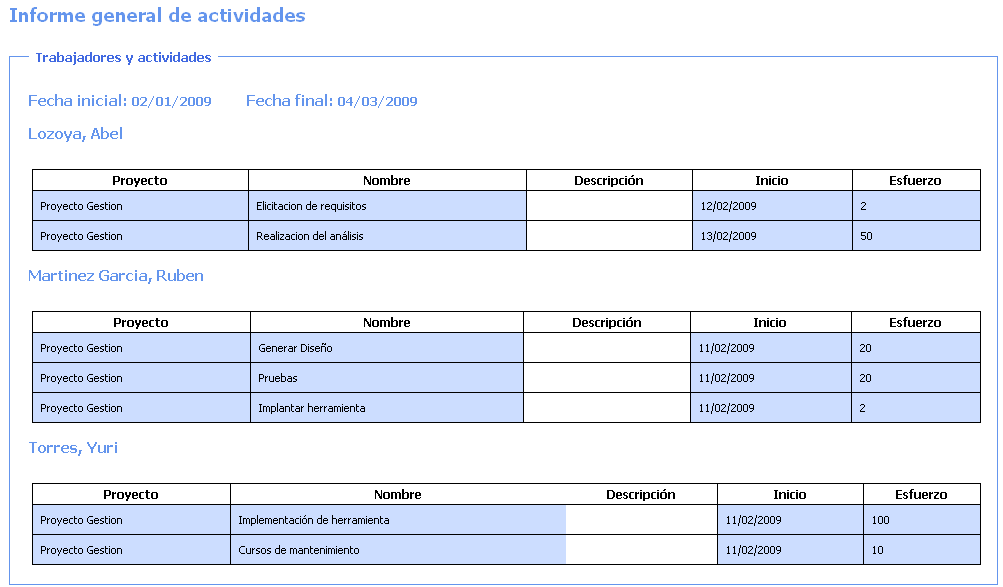 Informe general de actividades
Trabajadores y actividades
Fecha inicial: 02/01/2009 Fecha final: 04/03/2009
Lozoya, Abel
Proyecto Nombre Descripción Inicio Esfuerzo
Proyecto Gestion Elicitacion de requisitos 12/02/2009 2
Proyecto Gestion Realizacion del análisis 13/02/2009 50
Martinez Garcia, Ruben
Proyecto Nombre Descripción Inicio Esfuerzo
Proyecto Gestion Generar Diseño 11/02/2009 20
Proyecto Gestion Pruebas 11/02/2009 20
Proyecto Gestion Implantar herramienta 11/02/2009 2
Torres, Yuri
Proyecto Nombre Descripción Inicio Esfuerzo
Proyecto Gestion Implementación de herramienta 11/02/2009 100
Proyecto Gestion Cursos de mantenimiento 11/02/2009 10